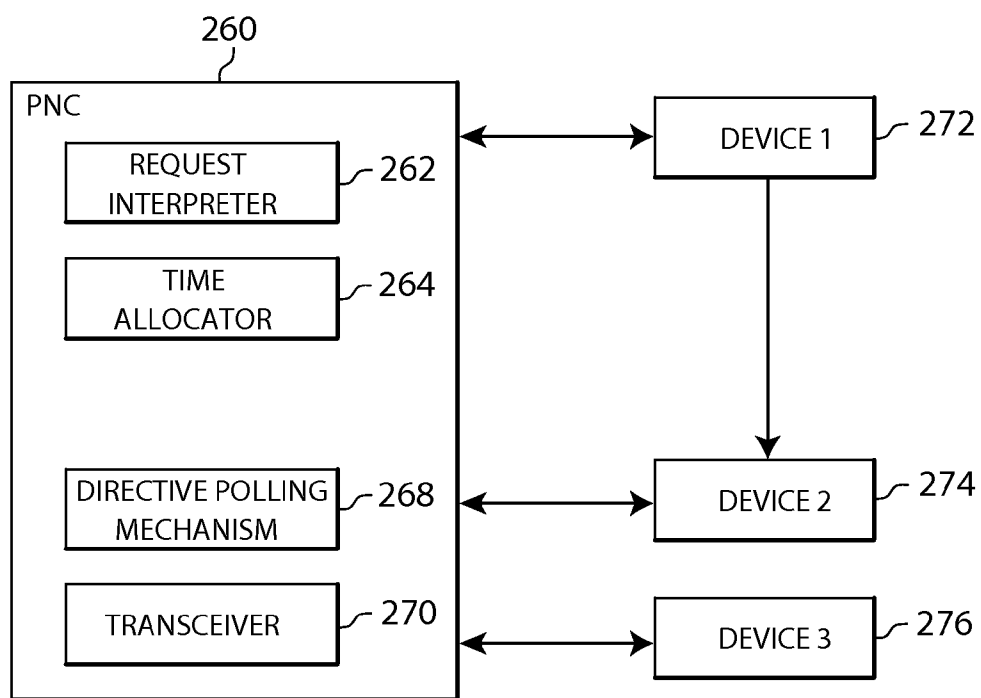 260
PNC
REQUEST
INTERPRETER
262
TIME
ALLOCATOR
264
DIRECTIVE POLLING
MECHANISM
268
TRANSCEIVER
270
DEVICE 1
272
DEVICE 2
274
DEVICE 3
276